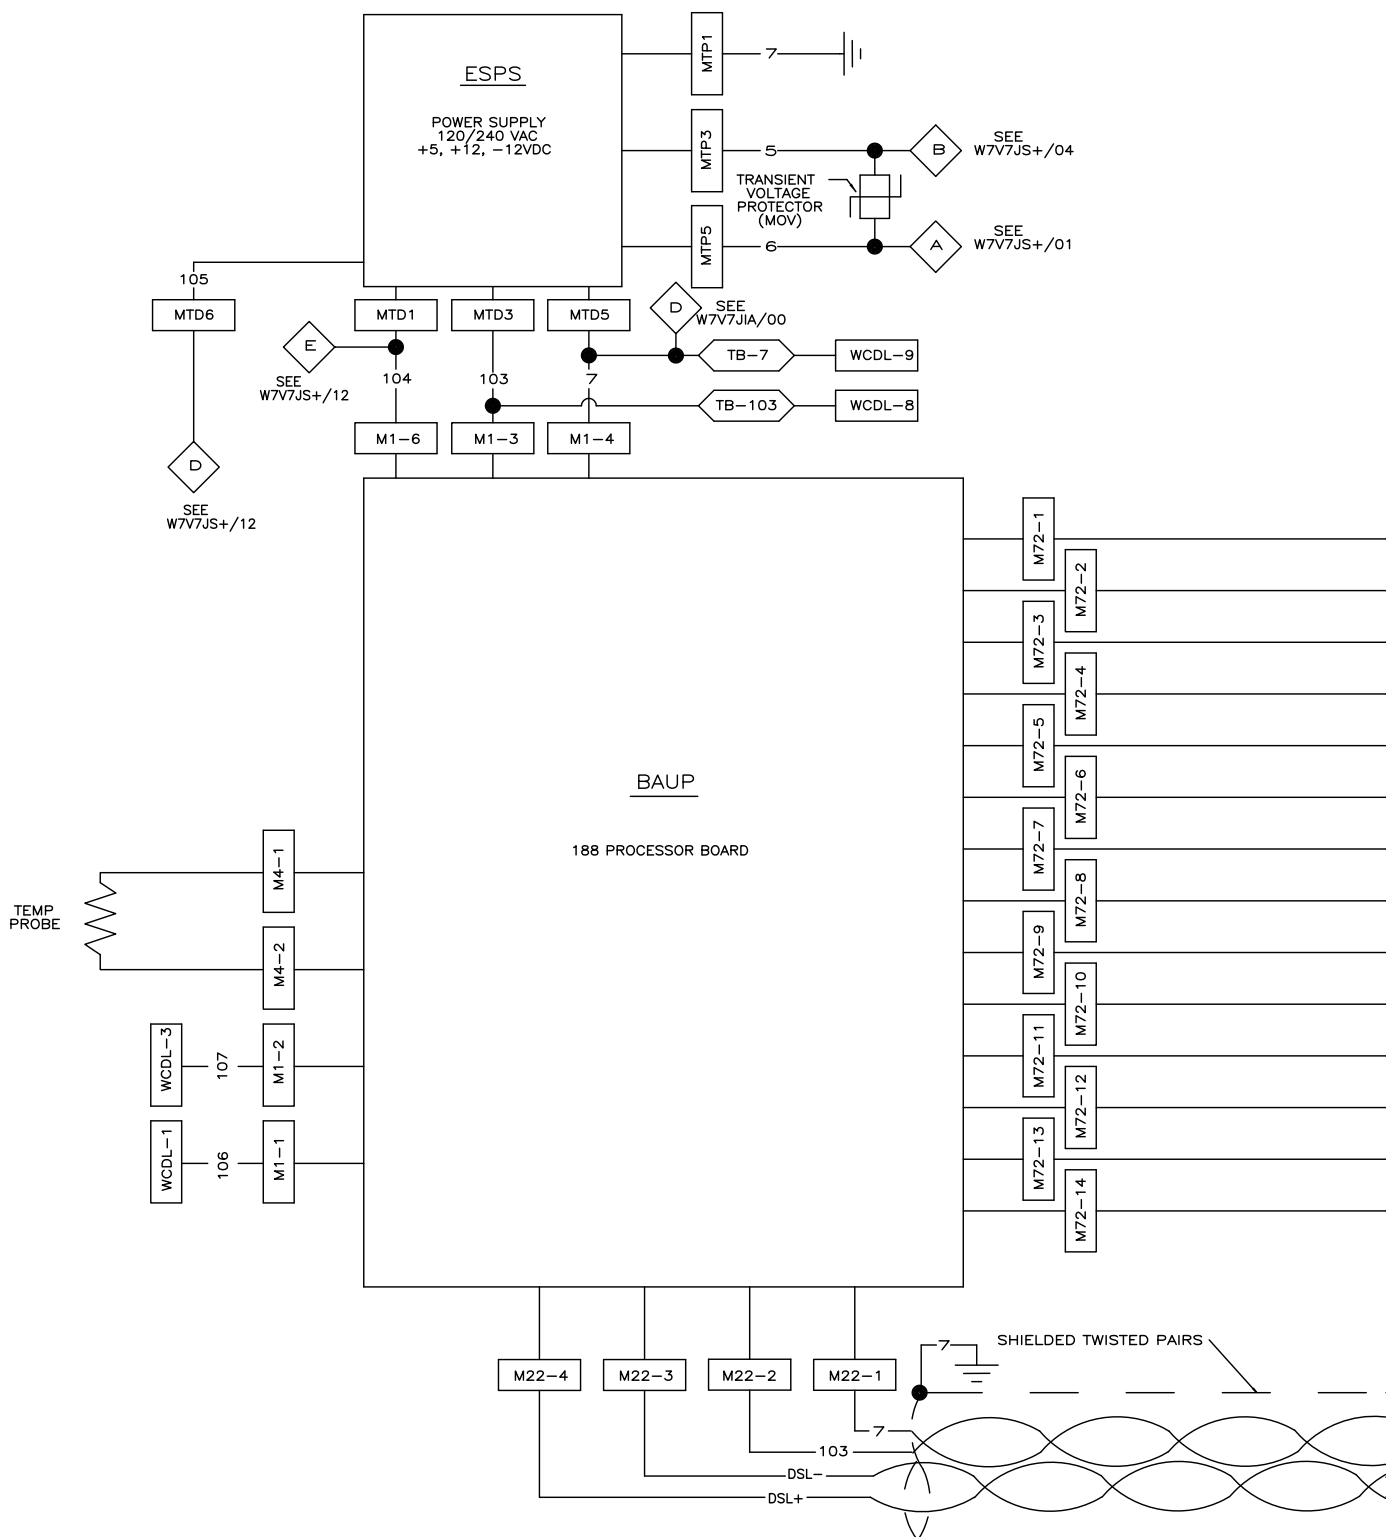 ESPS
POWER SUPPLY
120/240 VAC
+5, +12, -12VDC
MTP1
7
MTP3
5
B
SEE
W7V7JS+/04
TRANSIENT
VOLTAGE
PROTECTOR
(MOV)
MTP5
6
A
SEE
W7V7JS+/01
105
MTD6
MTD1
MTD3
MTD5
D
SEE
W7V7JIA/00
E
SEE
W7V7JS+/12
104
103
7
TB-7
WCDL-9
TB-103
WCDL-8
M1-6
M1-3
M1-4
D
SEE
W7V7JS+/12
BAUP
188 PROCESSOR BOARD
M72-1
M72-2
M72-3
M72-4
M72-5
M72-6
M72-7
M72-8
M72-9
M72-10
M72-11
M72-12
M72-13
M72-14
TEMP
PROBE
M4-1
M4-2
WCDL-3
107
M1-2
WCDL-1
106
M1-1
M22-4
M22-3
M22-2
M22-1
7
SHIELDED TWISTED PAIRS
7
103
DSL-
DSL+